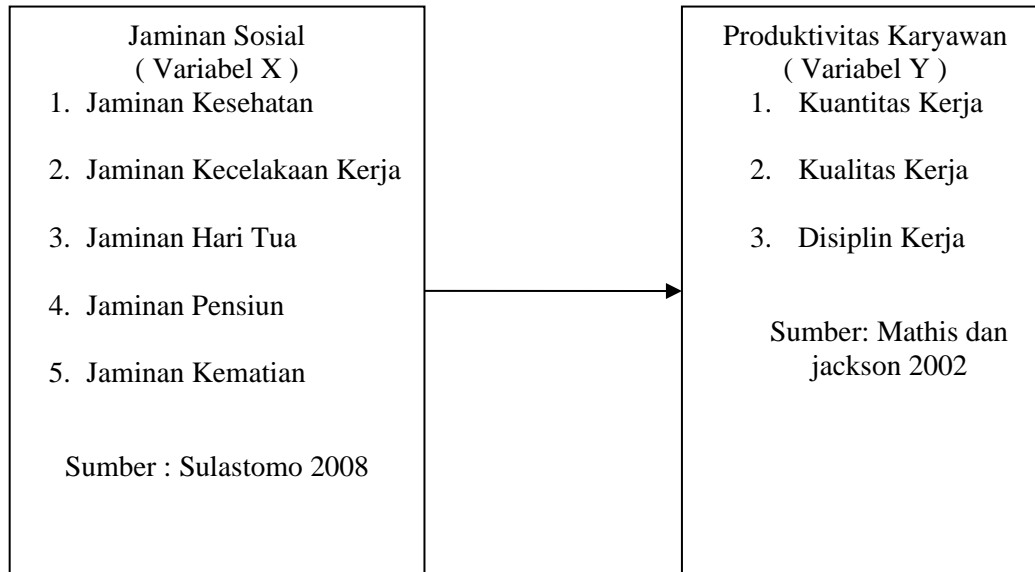 Jaminan Sosial
( Variabel X )
1. Jaminan Kesehatan
2. Jaminan Kecelakaan Kerja
3. Jaminan Hari Tua
4. Jaminan Pensiun
5. Jaminan Kematian
Sumber : Sulastomo 2008
Produktivitas Karyawan
( Variabel Y )
1. Kuantitas Kerja
2. Kualitas Kerja
3. Disiplin Kerja
Sumber: Mathis dan
jackson 2002